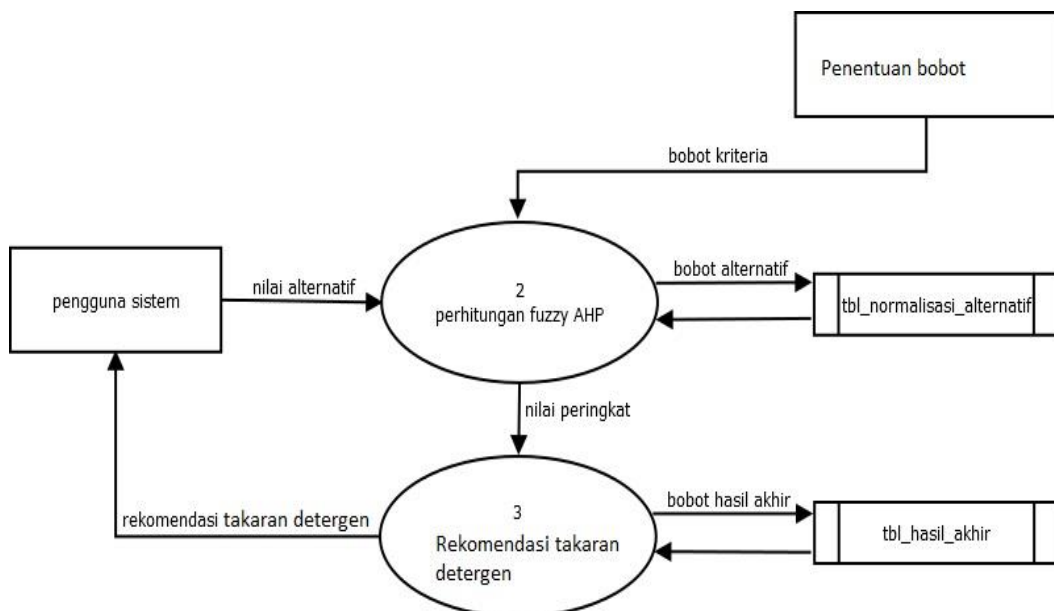 Penentuan bobot
bobot kriteria
pengguna sistem
nilai alternatif
2
perhitungan fuzzy AHP
bobot alternatif
tbl_normalisasi_alternatif
nilai peringkat
rekomendasi takaran detergen
3
Rekomendasi takaran
detergen
bobot hasil akhir
tbl_hasil_akhir